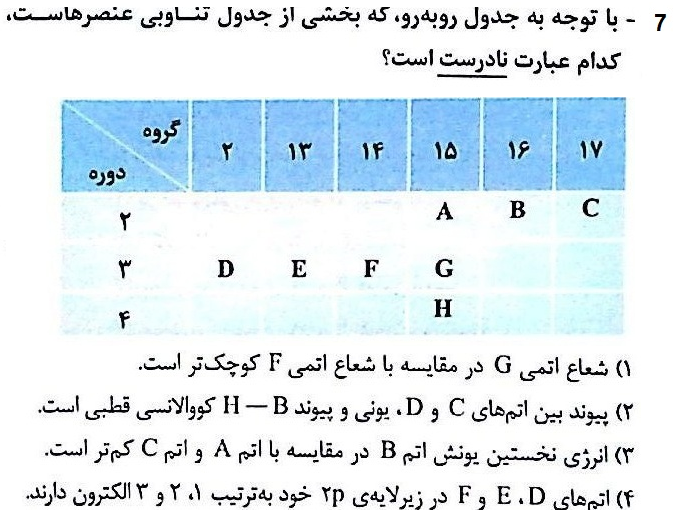 7 - با توجه به جدول روبه‌رو، که بخشی از جدول تنـاوبی عنصرهاسـت،
کدام عبارت نادرست است؟
گروه ۲ ۱۳ ۱۴ ۱۵ ۱۶ ۱۷
دوره
۲ A B C
۳ D E F G
۴ H
۱) شعاع اتمی G در مقایسه با شعاع اتمی F کوچک‌تر است.
۲) پیوند بین اتم‌های C و D، یونی و پیوند H — B کووالانسی قطبی است.
۳) انرژی نخستین یونش اتم B در مقایسه با اتم A و اتم C کم‌تر است.
۴) اتم‌های E ،D و F در زیرلایه‌ی ۲p خود به‌ترتیب ۱، ۲ و ۳ الکترون دارند.